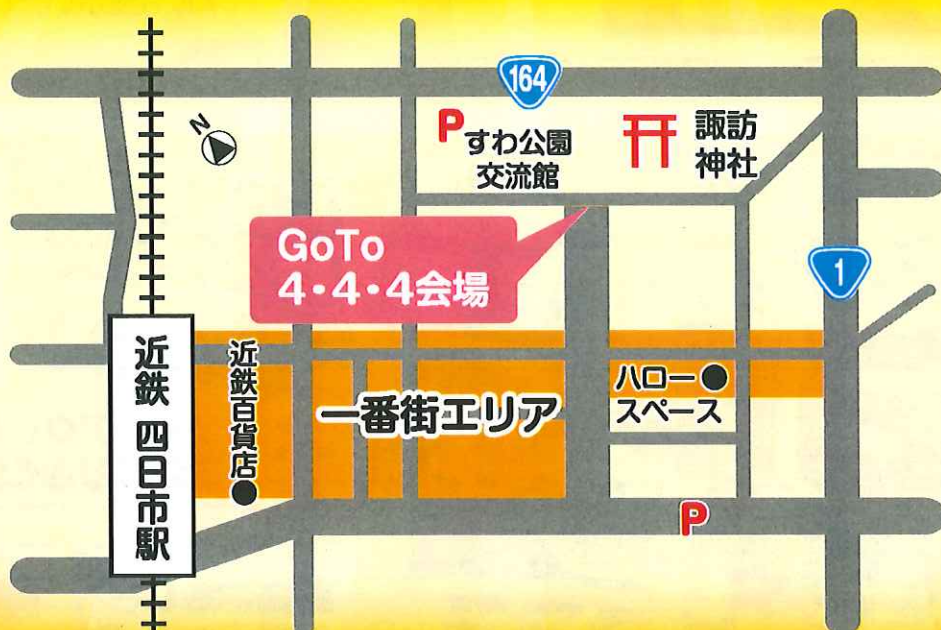 164
N
P
すわ公園
交流館
諏訪
神社
GoTo
4・4・4会場
1
近鉄 四日市駅
近鉄百貨店
一番街エリア
ハロー
スペース
P